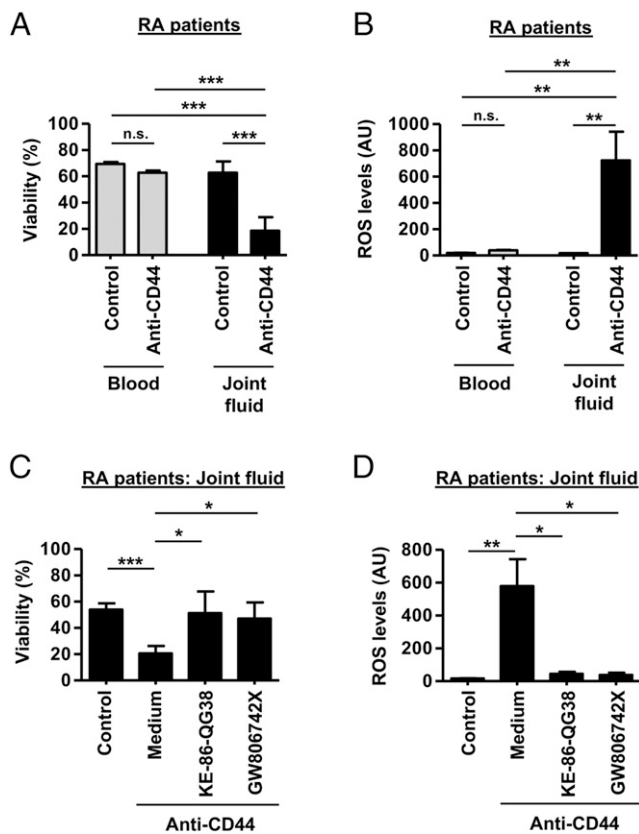 A
RA patients
***
***
n.s.
***
Viability (%)
100
80
60
40
20
0
Control
Anti-CD44
Control
Anti-CD44
Blood
Joint
fluid
B
RA patients
**
**
n.s.
**
ROS levels (AU)
1000
800
600
400
200
0
Control
Anti-CD44
Control
Anti-CD44
Blood
Joint
fluid
C
RA patients: Joint fluid
*
*
***
Viability (%)
100
80
60
40
20
0
Control
Medium
KE-86-QG38
GW806742X
Anti-CD44
D
RA patients: Joint fluid
*
*
**
ROS levels (AU)
800
600
400
200
0
Control
Medium
KE-86-QG38
GW806742X
Anti-CD44